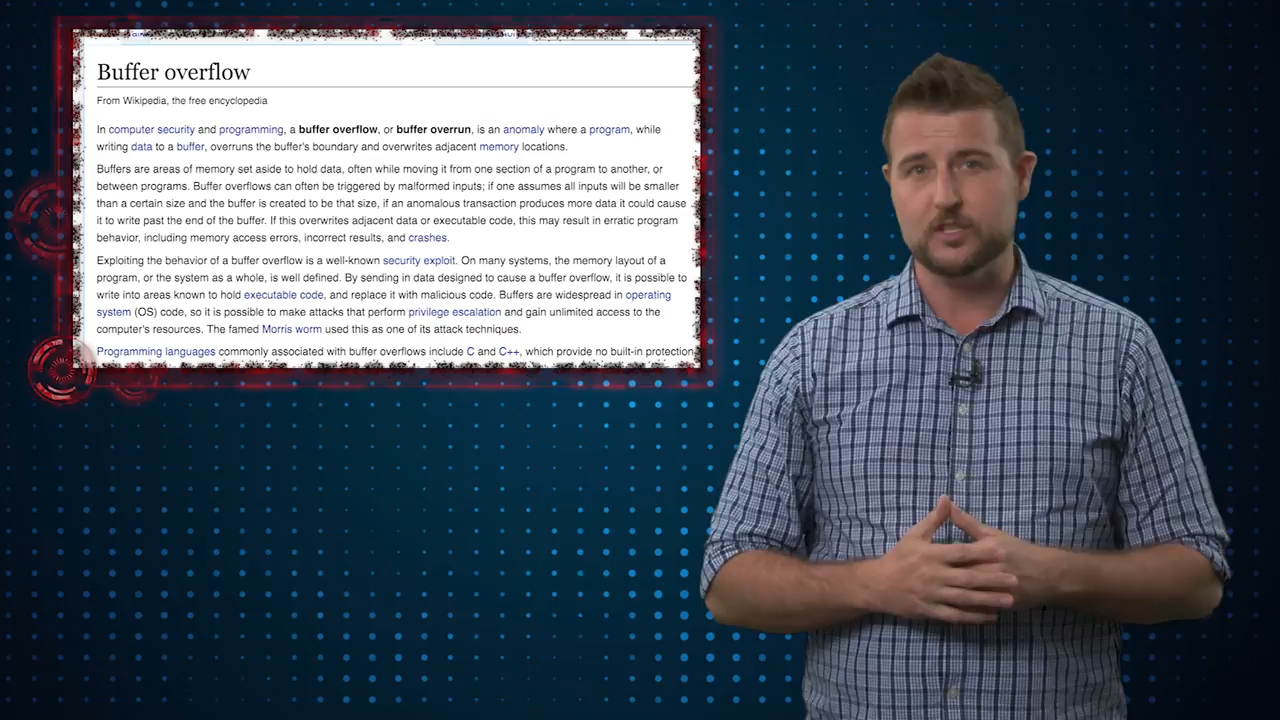 Buffer overflow
From Wikipedia, the free encyclopedia
In computer security and programming, a buffer overflow, or buffer overrun, is an anomaly where a program, while
writing data to a buffer, overruns the buffer's boundary and overwrites adjacent memory locations.
Buffers are areas of memory set aside to hold data, often while moving it from one section of a program to another, or
between programs. Buffer overflows can often be triggered by malformed inputs; if one assumes all inputs will be smaller
than a certain size and the buffer is created to be that size, if an anomalous transaction produces more data it could cause
it to write past the end of the buffer. If this overwrites adjacent data or executable code, this may result in erratic program
behavior, including memory access errors, incorrect results, and crashes.
Exploiting the behavior of a buffer overflow is a well-known security exploit. On many systems, the memory layout of a
program, or the system as a whole, is well defined. By sending in data designed to cause a buffer overflow, it is possible to
write into areas known to hold executable code, and replace it with malicious code. Buffers are widespread in operating
system (OS) code, so it is possible to make attacks that perform privilege escalation and gain unlimited access to the
computer's resources. The famed Morris worm used this as one of its attack techniques.
Programming languages commonly associated with buffer overflows include C and C++, which provide no built-in protection